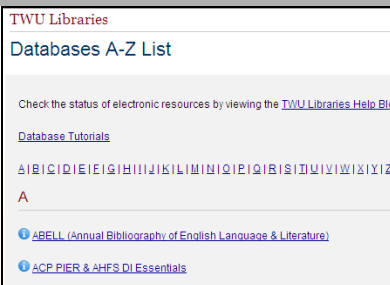 TWU Libraries
Databases A-Z List
Check the status of electronic resources by viewing the TWU Libraries Help
Database Tutorials
A | B | C | D | E | F | G | H | I | J | K | L | M | N | O | P | Q | R | S | T | U | V | W | X | Y | Z
A
ABELL (Annual Bibliography of English Language & Literature)
ACP PIER & AHFS DI Essentials